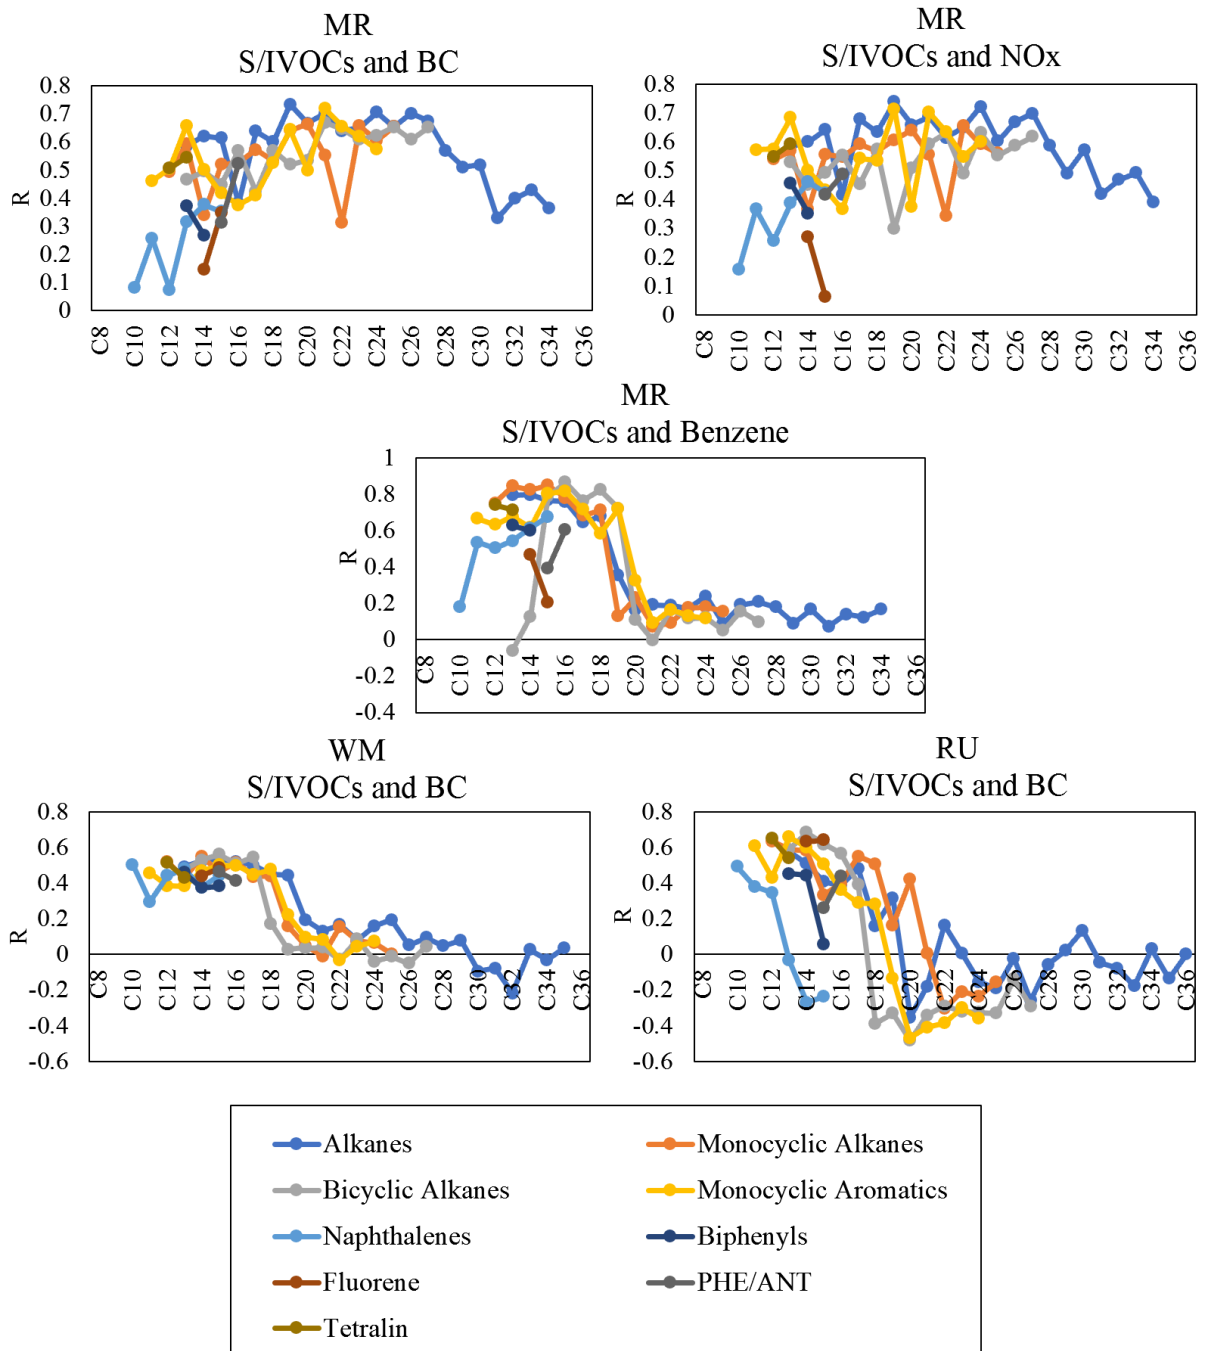 MR
S/IVOCs and BC
R
0.8
0.7
0.6
0.5
0.4
0.3
0.2
0.1
0
C8
C10
C12
C14
C16
C18
C20
C22
C24
C26
C28
C30
C32
C34
C36
MR
S/IVOCs and NOx
R
0.8
0.7
0.6
0.5
0.4
0.3
0.2
0.1
0
C8
C10
C12
C14
C16
C18
C20
C22
C24
C26
C28
C30
C32
C34
C36
MR
S/IVOCs and Benzene
R
1
0.8
0.6
0.4
0.2
0
-0.2
-0.4
C8
C10
C12
C14
C16
C18
C20
C22
C24
C26
C28
C30
C32
C34
C36
WM
S/IVOCs and BC
R
0.8
0.6
0.4
0.2
0
-0.2
-0.4
-0.6
C8
C10
C12
C14
C16
C18
C20
C22
C24
C26
C28
C30
C32
C34
C36
RU
S/IVOCs and BC
R
0.8
0.6
0.4
0.2
0
-0.2
-0.4
-0.6
C8
C10
C12
C14
C16
C18
C20
C22
C24
C26
C28
C30
C32
C34
C36
Alkanes
Monocyclic Alkanes
Bicyclic Alkanes
Monocyclic Aromatics
Naphthalenes
Biphenyls
Fluorene
PHE/ANT
Tetralin